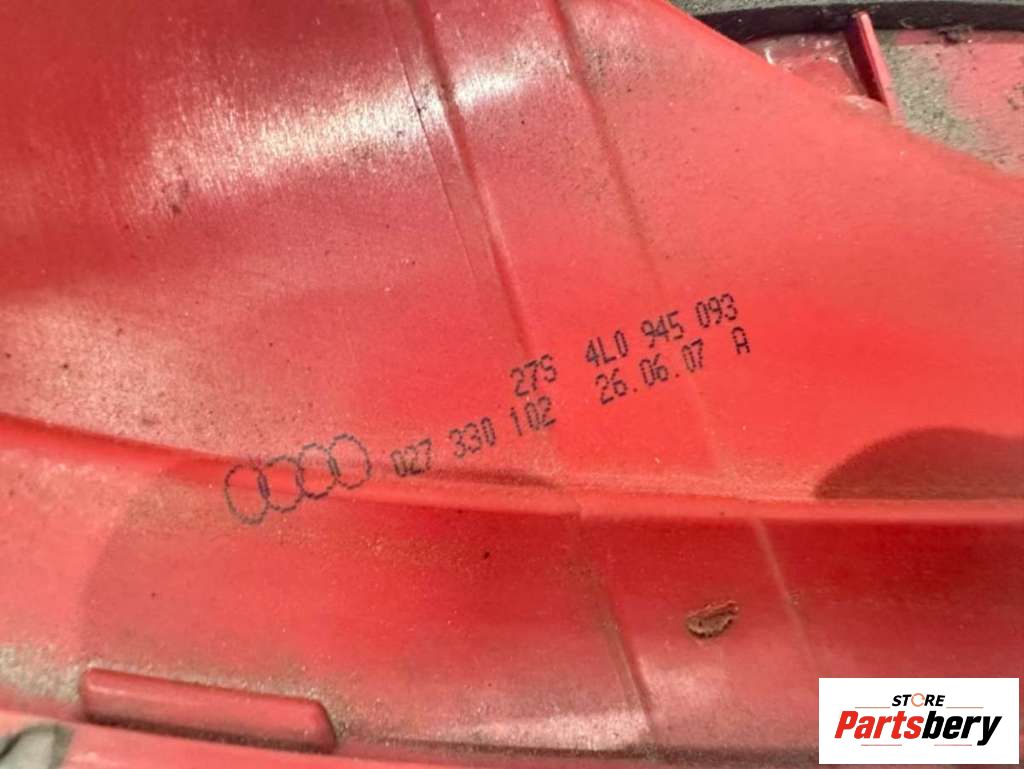 27S 4L0 945 093
027 330 102 26.06.07 A
STORE
Partsbery